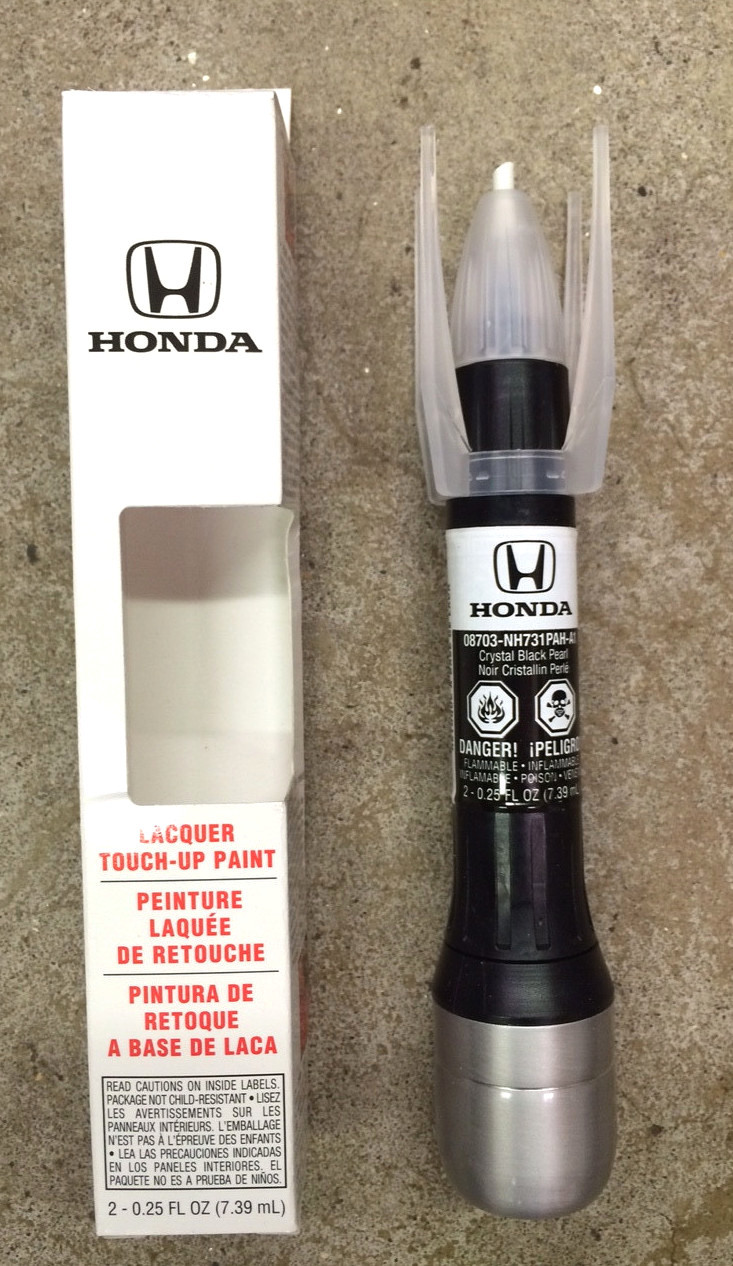 HONDA
LACQUER
TOUCH-UP PAINT
PEINTURE
LAQUÉE
DE RETOUCHE
PINTURA DE
RETOQUE
A BASE DE LACA
READ CAUTIONS ON INSIDE LABELS.
PACKAGE NOT CHILD-RESISTANT • LISEZ
LES AVERTISSEMENTS SUR LES
PANNEAUX INTÉRIEURS. L'EMBALLAGE
N'EST PAS À L'ÉPREUVE DES ENFANTS
• LEA LAS PRECAUCIONES INDICADAS
EN LOS PANELES INTERIORES. EL
PAQUETE NO ES A PRUEBA DE NIÑOS.
2 - 0.25 FL OZ (7.39 mL)
HONDA
08703-NH731PAH-A1
Crystal Black Pearl
Noir Cristallin Perlé
DANGER! ¡PELIGRO
FLAMMABLE • INFLAMMABLE
INFLAMABLE • POISON •
2 - 0.25 FL OZ (7.39 mL